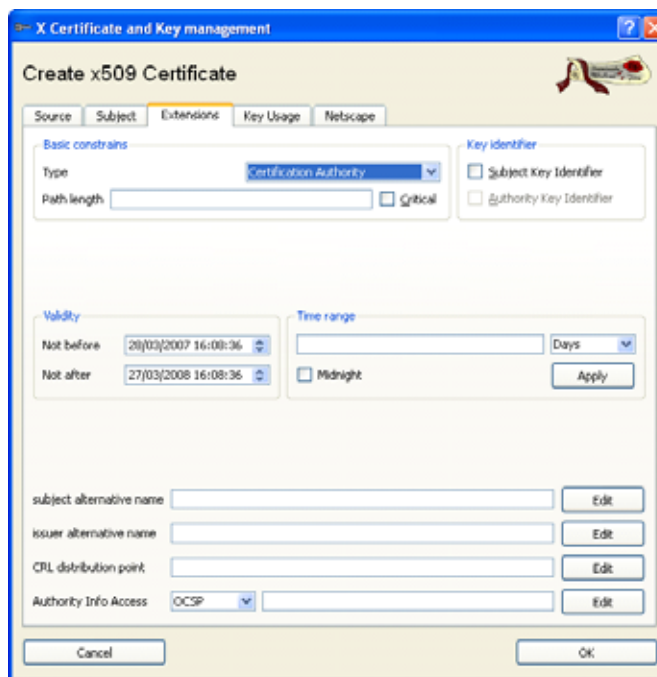 X Certificate and Key management
Create x509 Certificate
Source Subject Extensions Key Usage Netscape
Basic constrains
Type Certification Authority
Path length Critical
Key identifier
Subject Key Identifier
Authority Key Identifier
Validity
Not before 28/03/2007 16:08:36
Not after 27/03/2008 16:08:36
Time range
Days
Midnight Apply
subject alternative name Edit
issuer alternative name Edit
CRL distribution point Edit
Authority Info Access OCSP Edit
Cancel OK